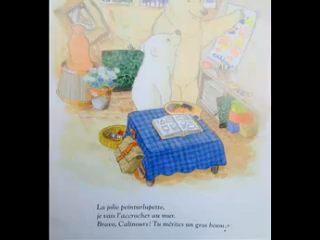 La jolie peinturlupette,
je vais l'accrocher au mur.
Bravo, Calinours! Tu mérites un gros bisou.